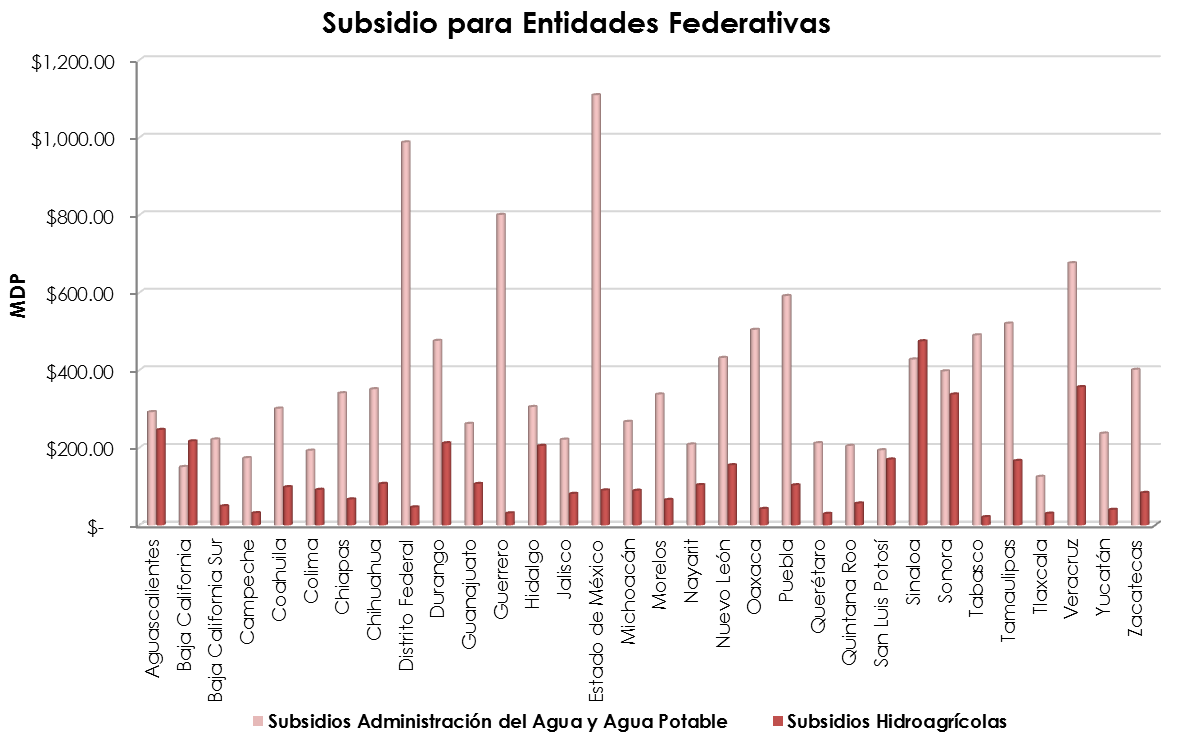 Subsidio para Entidades Federativas
$1,200.00
$1,000.00
$800.00
$600.00
$400.00
$200.00
$-
MDP
Aguascalientes
Baja California
Baja California Sur
Campeche
Coahuila
Colima
Chiapas
Chihuahua
Distrito Federal
Durango
Guanajuato
Guerrero
Hidalgo
Jalisco
Estado de México
Michoacán
Morelos
Nayarit
Nuevo León
Oaxaca
Puebla
Querétaro
Quintana Roo
San Luis Potosí
Sinaloa
Sonora
Tabasco
Tamaulipas
Tlaxcala
Veracruz
Yucatán
Zacatecas
Subsidios Administración del Agua y Agua Potable
Subsidios Hidroagrícolas